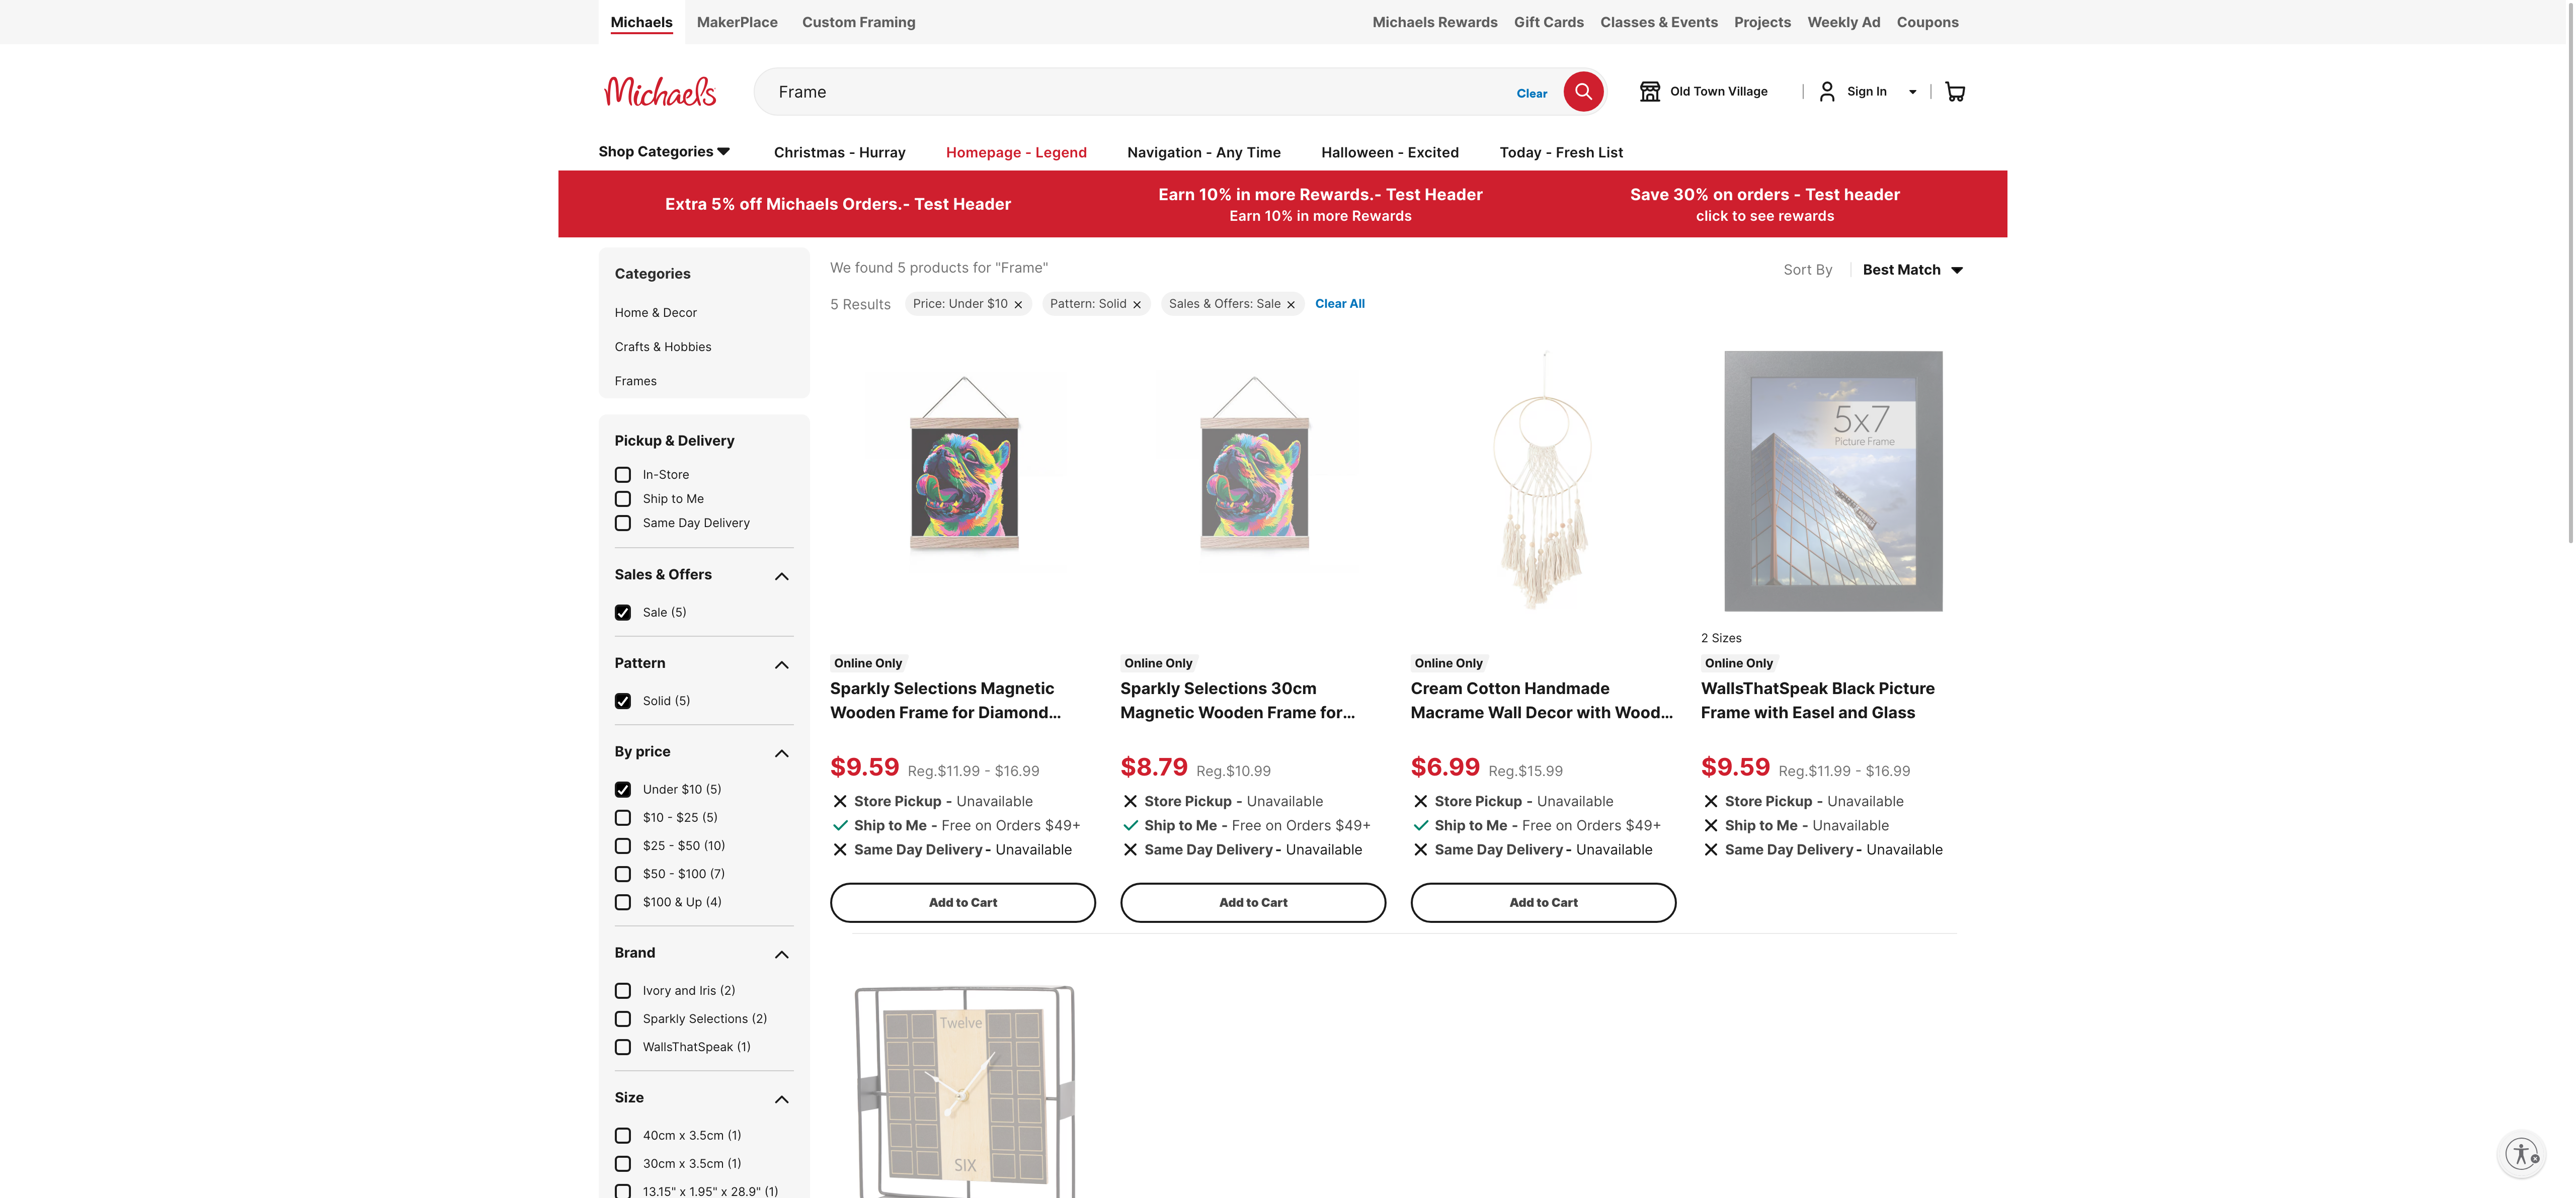 Michaels
MakerPlace
Custom Framing
Michaels Rewards
Gift Cards
Classes & Events
Projects
Weekly Ad
Coupons
Michaels
Frame
Clear
Old Town Village
Sign In
Shop Categories
Christmas - Hurray
Homepage - Legend
Navigation - Any Time
Halloween - Excited
Today - Fresh List
Extra 5% off Michaels Orders.- Test Header
Earn 10% in more Rewards.- Test Header
Earn 10% in more Rewards
Save 30% on orders - Test header
click to see rewards
Categories
Home & Decor
Crafts & Hobbies
Frames
Pickup & Delivery
In-Store
Ship to Me
Same Day Delivery
Sales & Offers
Sale (5)
Pattern
Solid (5)
By price
Under $10 (5)
$10 - $25 (5)
$25 - $50 (10)
$50 - $100 (7)
$100 & Up (4)
Brand
Ivory and Iris (2)
Sparkly Selections (2)
WallsThatSpeak (1)
Size
40cm x 3.5cm (1)
30cm x 3.5cm (1)
13.15" x 1.95" x 28.9" (1)
We found 5 products for "Frame"
Sort By
Best Match
5 Results
Price: Under $10
Pattern: Solid
Sales & Offers: Sale
Clear All
Online Only
Sparkly Selections Magnetic
Wooden Frame for Diamond...
$9.59 Reg.$11.99 - $16.99
Store Pickup - Unavailable
Ship to Me - Free on Orders $49+
Same Day Delivery - Unavailable
Add to Cart
Online Only
Sparkly Selections 30cm
Magnetic Wooden Frame for...
$8.79 Reg.$10.99
Store Pickup - Unavailable
Ship to Me - Free on Orders $49+
Same Day Delivery - Unavailable
Add to Cart
Online Only
Cream Cotton Handmade
Macrame Wall Decor with Wood...
$6.99 Reg.$15.99
Store Pickup - Unavailable
Ship to Me - Free on Orders $49+
Same Day Delivery - Unavailable
Add to Cart
5x7
Picture Frame
2 Sizes
Online Only
WallsThatSpeak Black Picture
Frame with Easel and Glass
$9.59 Reg.$11.99 - $16.99
Store Pickup - Unavailable
Ship to Me - Unavailable
Same Day Delivery - Unavailable
Twelve
SIX